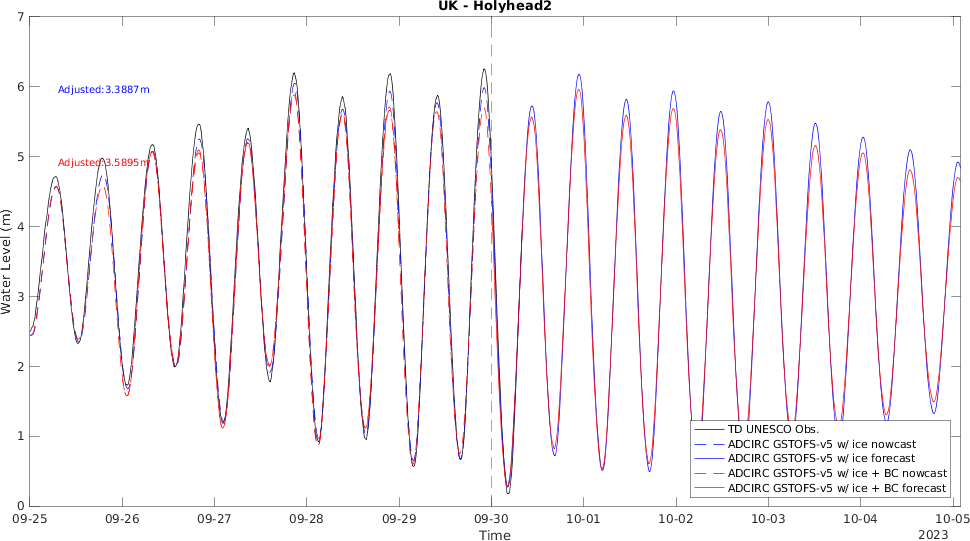 UK - Holyhead2
7
6
5
4
3
2
1
0
Water Level (m)
Adjusted:3.3887m
Adjusted:3.5895m
TD UNESCO Obs.
ADCIRC GSTOFS-v5 w/ ice nowcast
ADCIRC GSTOFS-v5 w/ ice forecast
ADCIRC GSTOFS-v5 w/ ice + BC nowcast
ADCIRC GSTOFS-v5 w/ ice + BC forecast
09-25 09-26 09-27 09-28 09-29 09-30 10-01 10-02 10-03 10-04 10-05
Time
2023